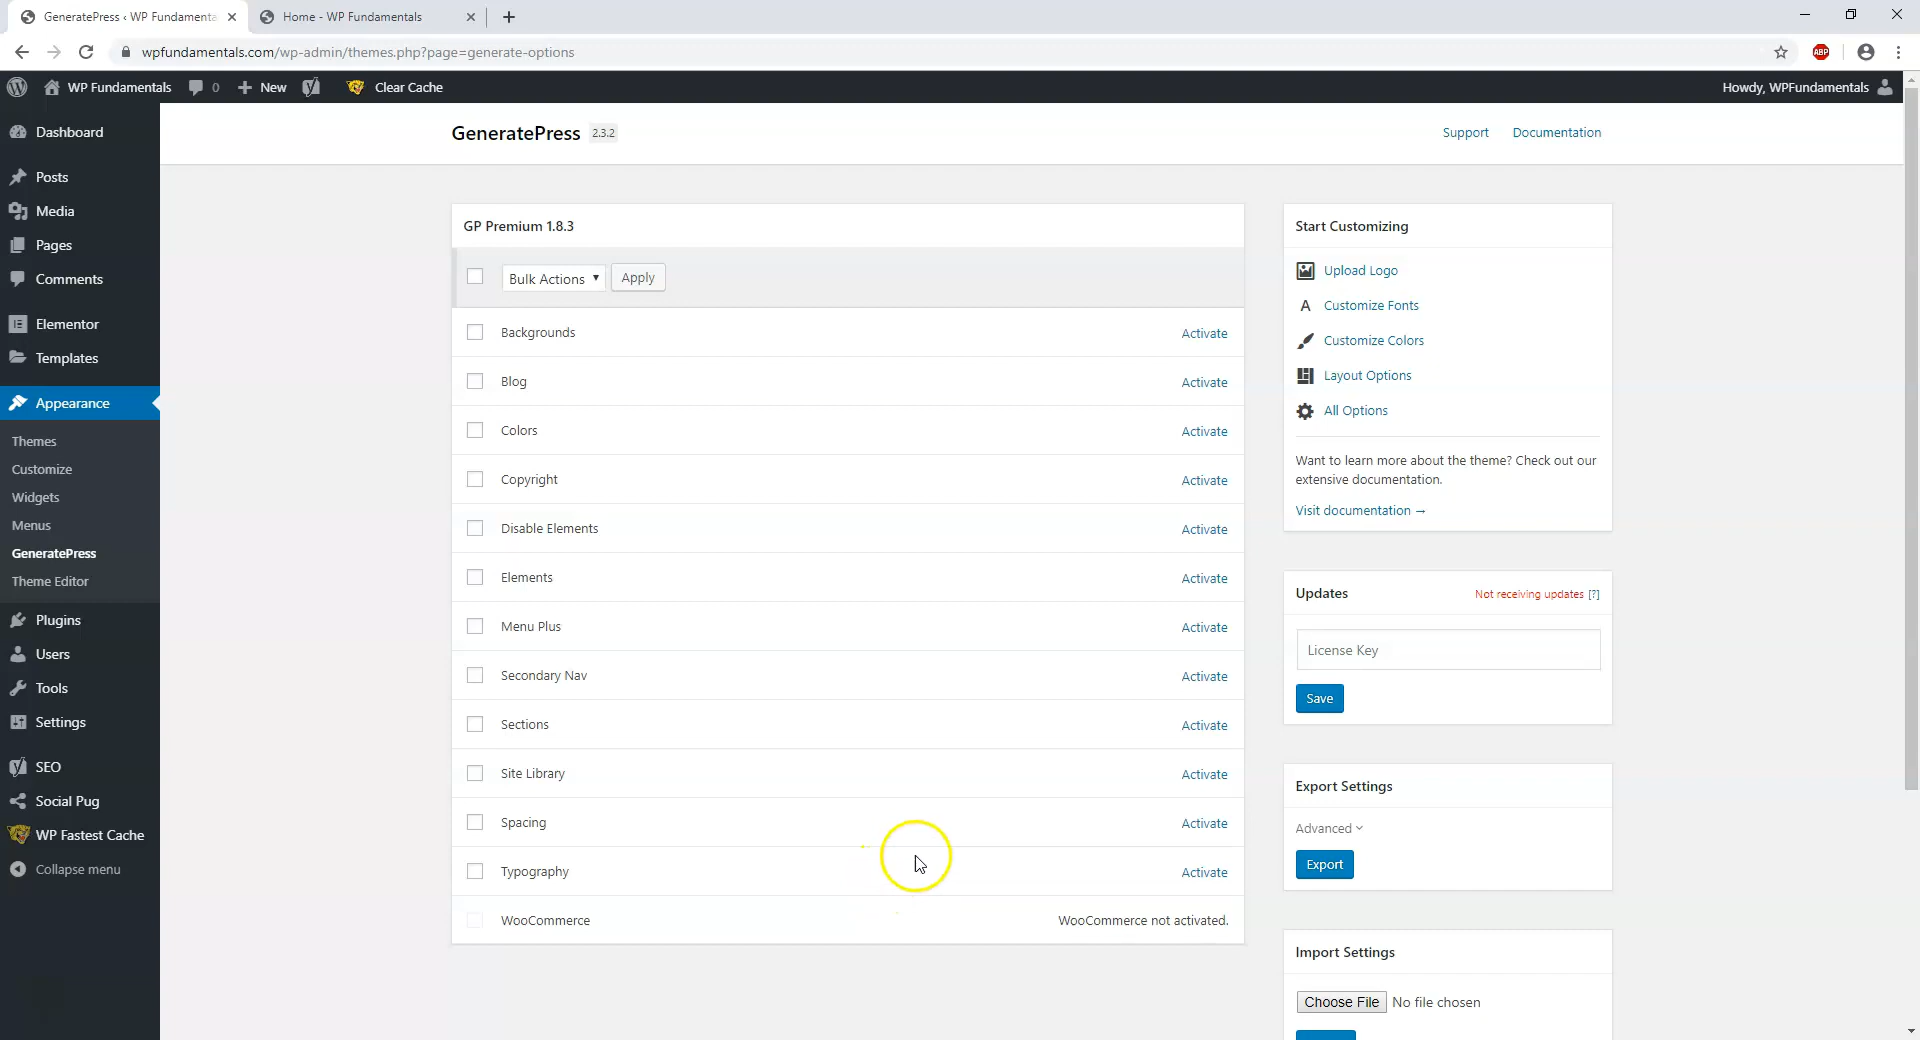 GeneratePress ‹ WP Fundamenta
Home - WP Fundamentals
wpfundamentals.com/wp-admin/themes.php?page=generate-options
ABP
WP Fundamentals
0
New
Clear Cache
Howdy, WPFundamentals
Dashboard
Posts
Media
Pages
Comments
Elementor
Templates
Appearance
Themes
Customize
Widgets
Menus
GeneratePress
Theme Editor
Plugins
Users
Tools
Settings
SEO
Social Pug
WP Fastest Cache
Collapse menu
GeneratePress 2.3.2
Support
Documentation
GP Premium 1.8.3
Bulk Actions
Apply
Backgrounds Activate
Blog Activate
Colors Activate
Copyright Activate
Disable Elements Activate
Elements Activate
Menu Plus Activate
Secondary Nav Activate
Sections Activate
Site Library Activate
Spacing Activate
Typography Activate
WooCommerce WooCommerce not activated.
Start Customizing
Upload Logo
A Customize Fonts
Customize Colors
Layout Options
All Options
Want to learn more about the theme? Check out our
extensive documentation.
Visit documentation →
Updates Not receiving updates [?]
License Key
Save
Export Settings
Advanced
Export
Import Settings
Choose File No file chosen